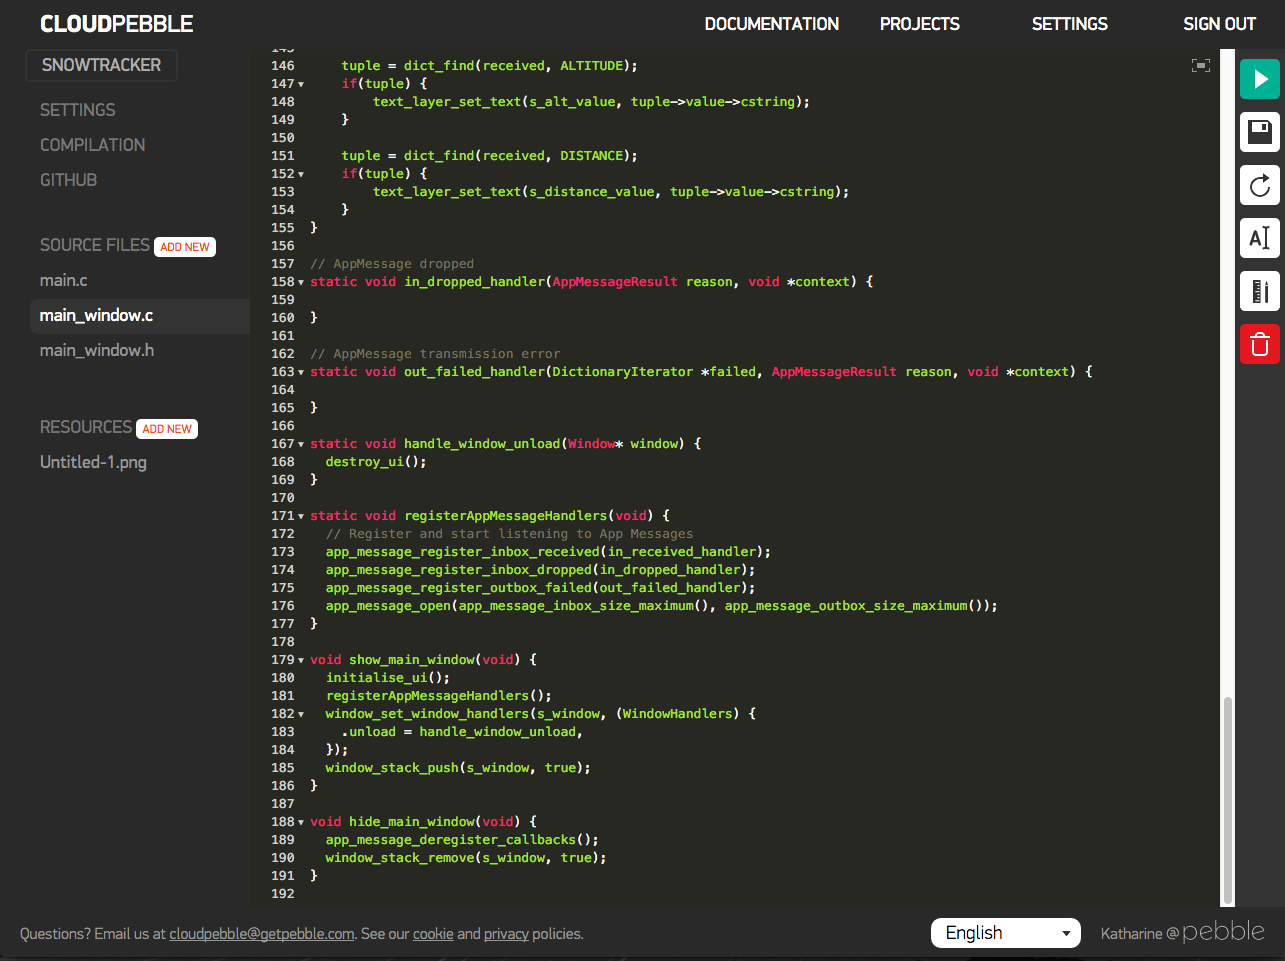 CLOUDPEBBLE
DOCUMENTATION PROJECTS SETTINGS SIGN OUT
SNOWTRACKER
SETTINGS
COMPILATION
GITHUB
SOURCE FILES ADD NEW
main.c
main_window.c
main_window.h
RESOURCES ADD NEW
Untitled-1.png
145
146     tuple = dict_find(received, ALTITUDE);
147     if(tuple) {
148         text_layer_set_text(s_alt_value, tuple->value->cstring);
149     }
150
151     tuple = dict_find(received, DISTANCE);
152     if(tuple) {
153         text_layer_set_text(s_distance_value, tuple->value->cstring);
154     }
155 }
156
157 // AppMessage dropped
158 static void in_dropped_handler(AppMessageResult reason, void *context) {
159
160 }
161
162 // AppMessage transmission error
163 static void out_failed_handler(DictionaryIterator *failed, AppMessageResult reason, void *context) {
164
165 }
166
167 static void handle_window_unload(Window* window) {
168   destroy_ui();
169 }
170
171 static void registerAppMessageHandlers(void) {
172   // Register and start listening to App Messages
173   app_message_register_inbox_received(in_received_handler);
174   app_message_register_inbox_dropped(in_dropped_handler);
175   app_message_register_outbox_failed(out_failed_handler);
176   app_message_open(app_message_inbox_size_maximum(), app_message_outbox_size_maximum());
177 }
178
179 void show_main_window(void) {
180   initialise_ui();
181   registerAppMessageHandlers();
182   window_set_window_handlers(s_window, (WindowHandlers) {
183     .unload = handle_window_unload,
184   });
185   window_stack_push(s_window, true);
186 }
187
188 void hide_main_window(void) {
189   app_message_deregister_callbacks();
190   window_stack_remove(s_window, true);
191 }
192
AI
Questions? Email us at cloudpebble@getpebble.com. See our cookie and privacy policies.
English
Katharine @ pebble